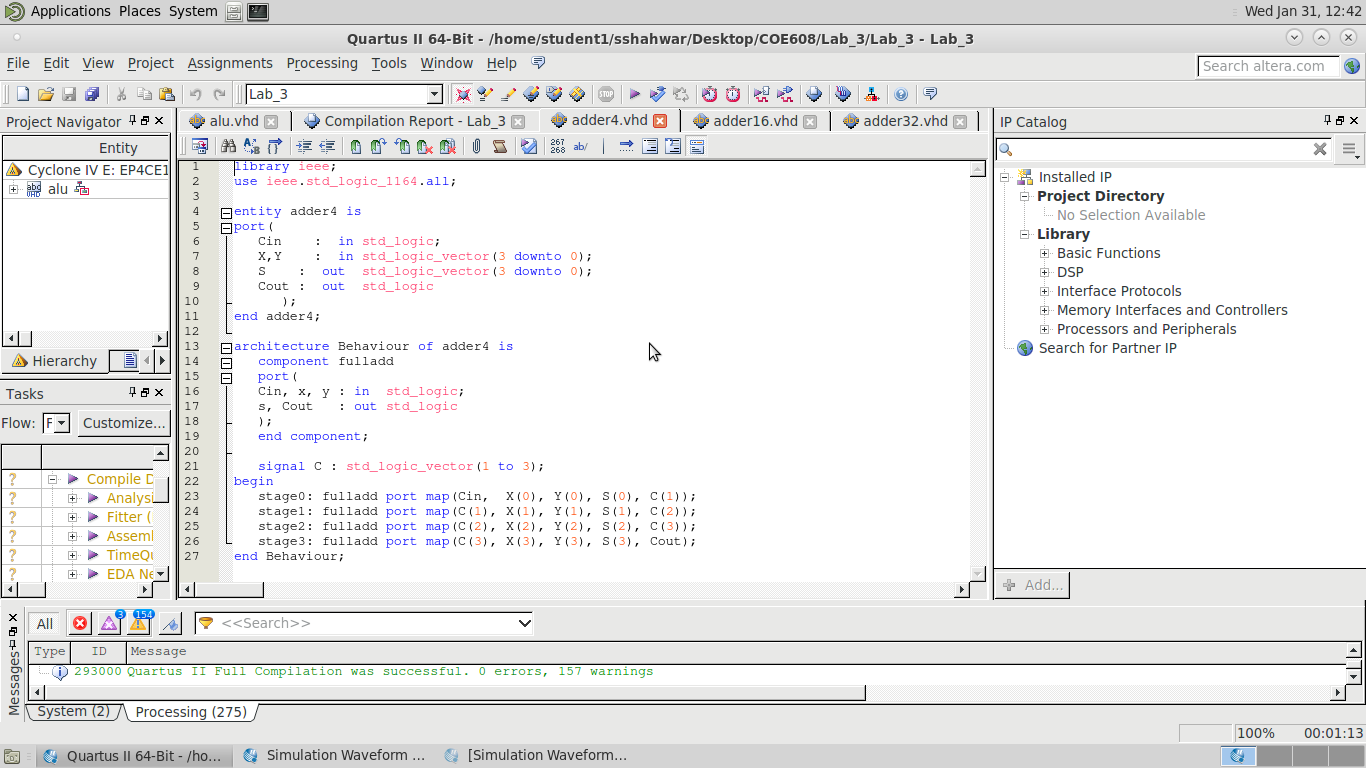 Applications Places System Wed Jan 31, 12:42
Quartus II 64-Bit - /home/student1/sshahwar/Desktop/COE608/Lab_3/Lab_3 - Lab_3
File Edit View Project Assignments Processing Tools Window Help Search altera.com
Lab_3 STOP
Project Navigator
Entity
Cyclone IV E: EP4CE1
alu
Hierarchy
Tasks
Flow: F Customize...
Compile D
Analysi
Fitter (
Assemb
TimeQu
EDA Ne
alu.vhd Compilation Report - Lab_3 adder4.vhd adder16.vhd adder32.vhd
267 268 ab/
1 library ieee;
2 use ieee.std_logic_1164.all;
3
4 entity adder4 is
5 port(
6 Cin : in std_logic;
7 X,Y : in std_logic_vector(3 downto 0);
8 S : out std_logic_vector(3 downto 0);
9 Cout : out std_logic
10 );
11 end adder4;
12
13 architecture Behaviour of adder4 is
14 component fulladd
15 port(
16 Cin, x, y : in std_logic;
17 s, Cout : out std_logic
18 );
19 end component;
20
21 signal C : std_logic_vector(1 to 3);
22 begin
23 stage0: fulladd port map(Cin, X(0), Y(0), S(0), C(1));
24 stage1: fulladd port map(C(1), X(1), Y(1), S(1), C(2));
25 stage2: fulladd port map(C(2), X(2), Y(2), S(2), C(3));
26 stage3: fulladd port map(C(3), X(3), Y(3), S(3), Cout);
27 end Behaviour;
IP Catalog
Installed IP
Project Directory
No Selection Available
Library
Basic Functions
DSP
Interface Protocols
Memory Interfaces and Controllers
Processors and Peripherals
Search for Partner IP
Add...
Messages
All 3 154 <<Search>>
Type ID Message
293000 Quartus II Full Compilation was successful. 0 errors, 157 warnings
System (2) Processing (275)
100% 00:01:13
Quartus II 64-Bit - /ho... Simulation Waveform ... [Simulation Waveform...